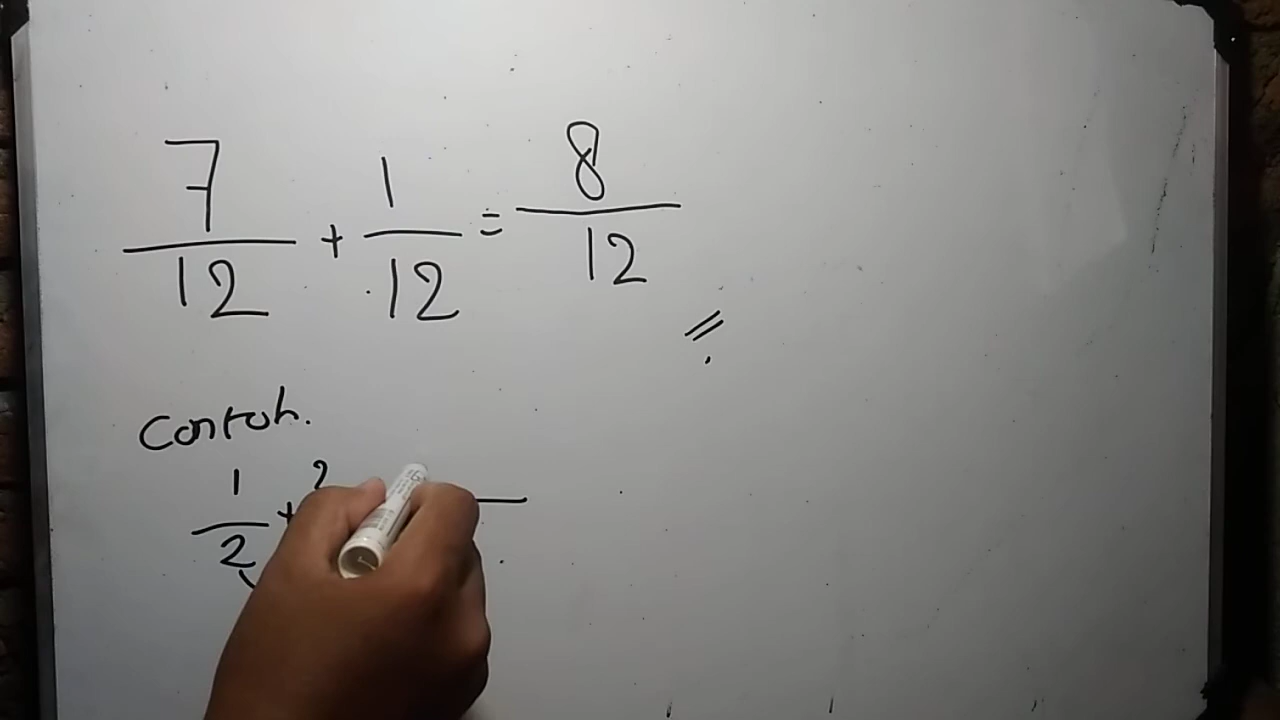 7/12 + 1/12 = 8/12
Contoh.
1/2 +